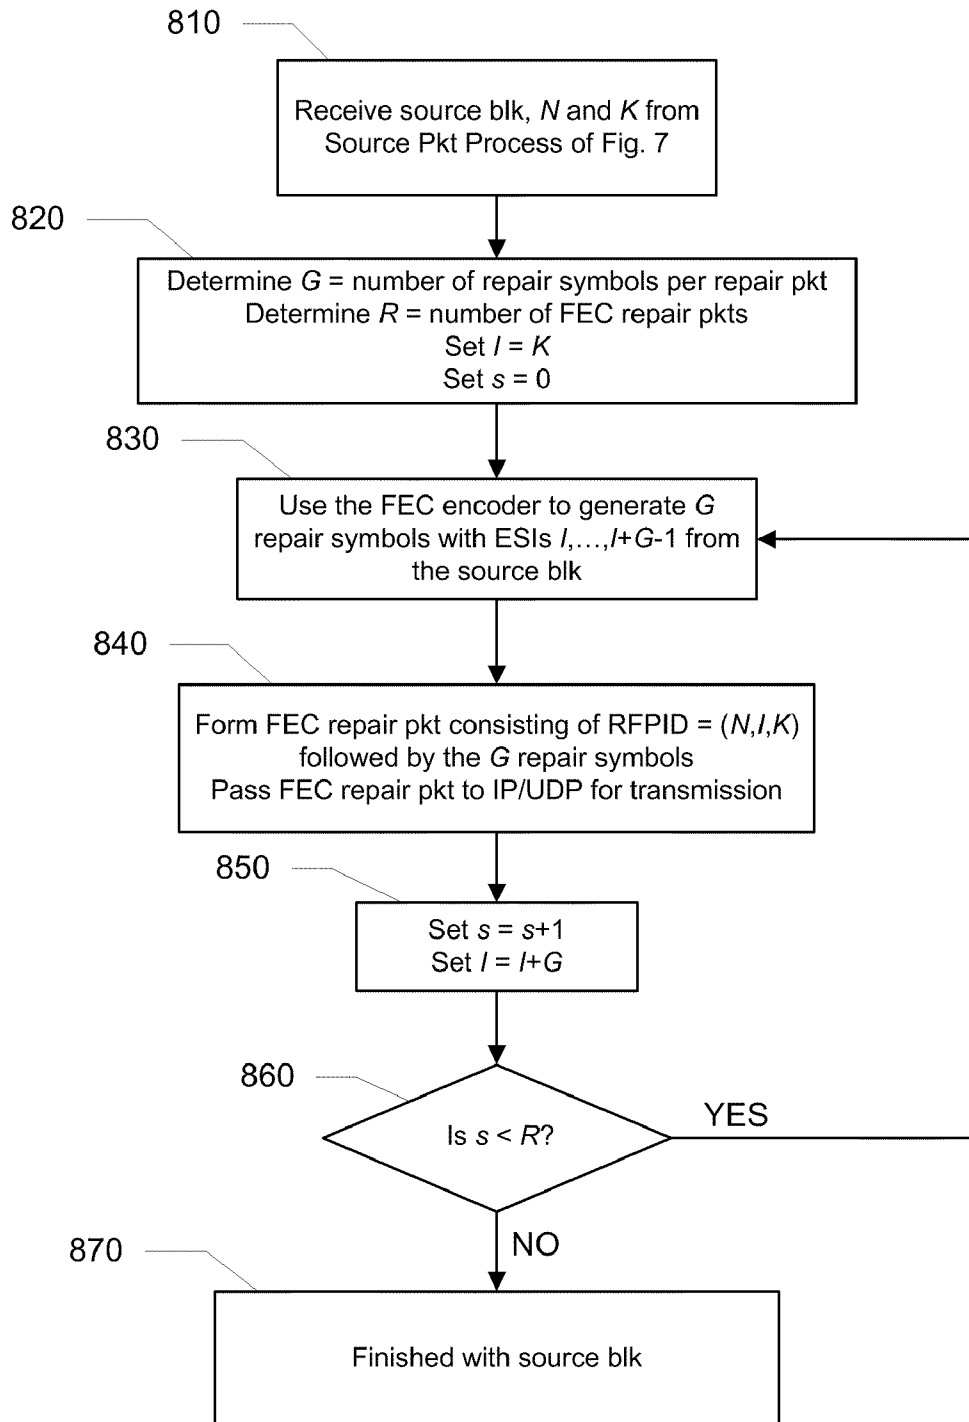 810
Receive source blk, N and K from
Source Pkt Process of Fig. 7
820
Determine G = number of repair symbols per repair pkt
Determine R = number of FEC repair pkts
Set I = K
Set s = 0
830
Use the FEC encoder to generate G
repair symbols with ESIs I,…,I+G-1 from
the source blk
840
Form FEC repair pkt consisting of RFPID = (N,I,K)
followed by the G repair symbols
Pass FEC repair pkt to IP/UDP for transmission
850
Set s = s+1
Set I = I+G
860
Is s < R?
YES
NO
870
Finished with source blk